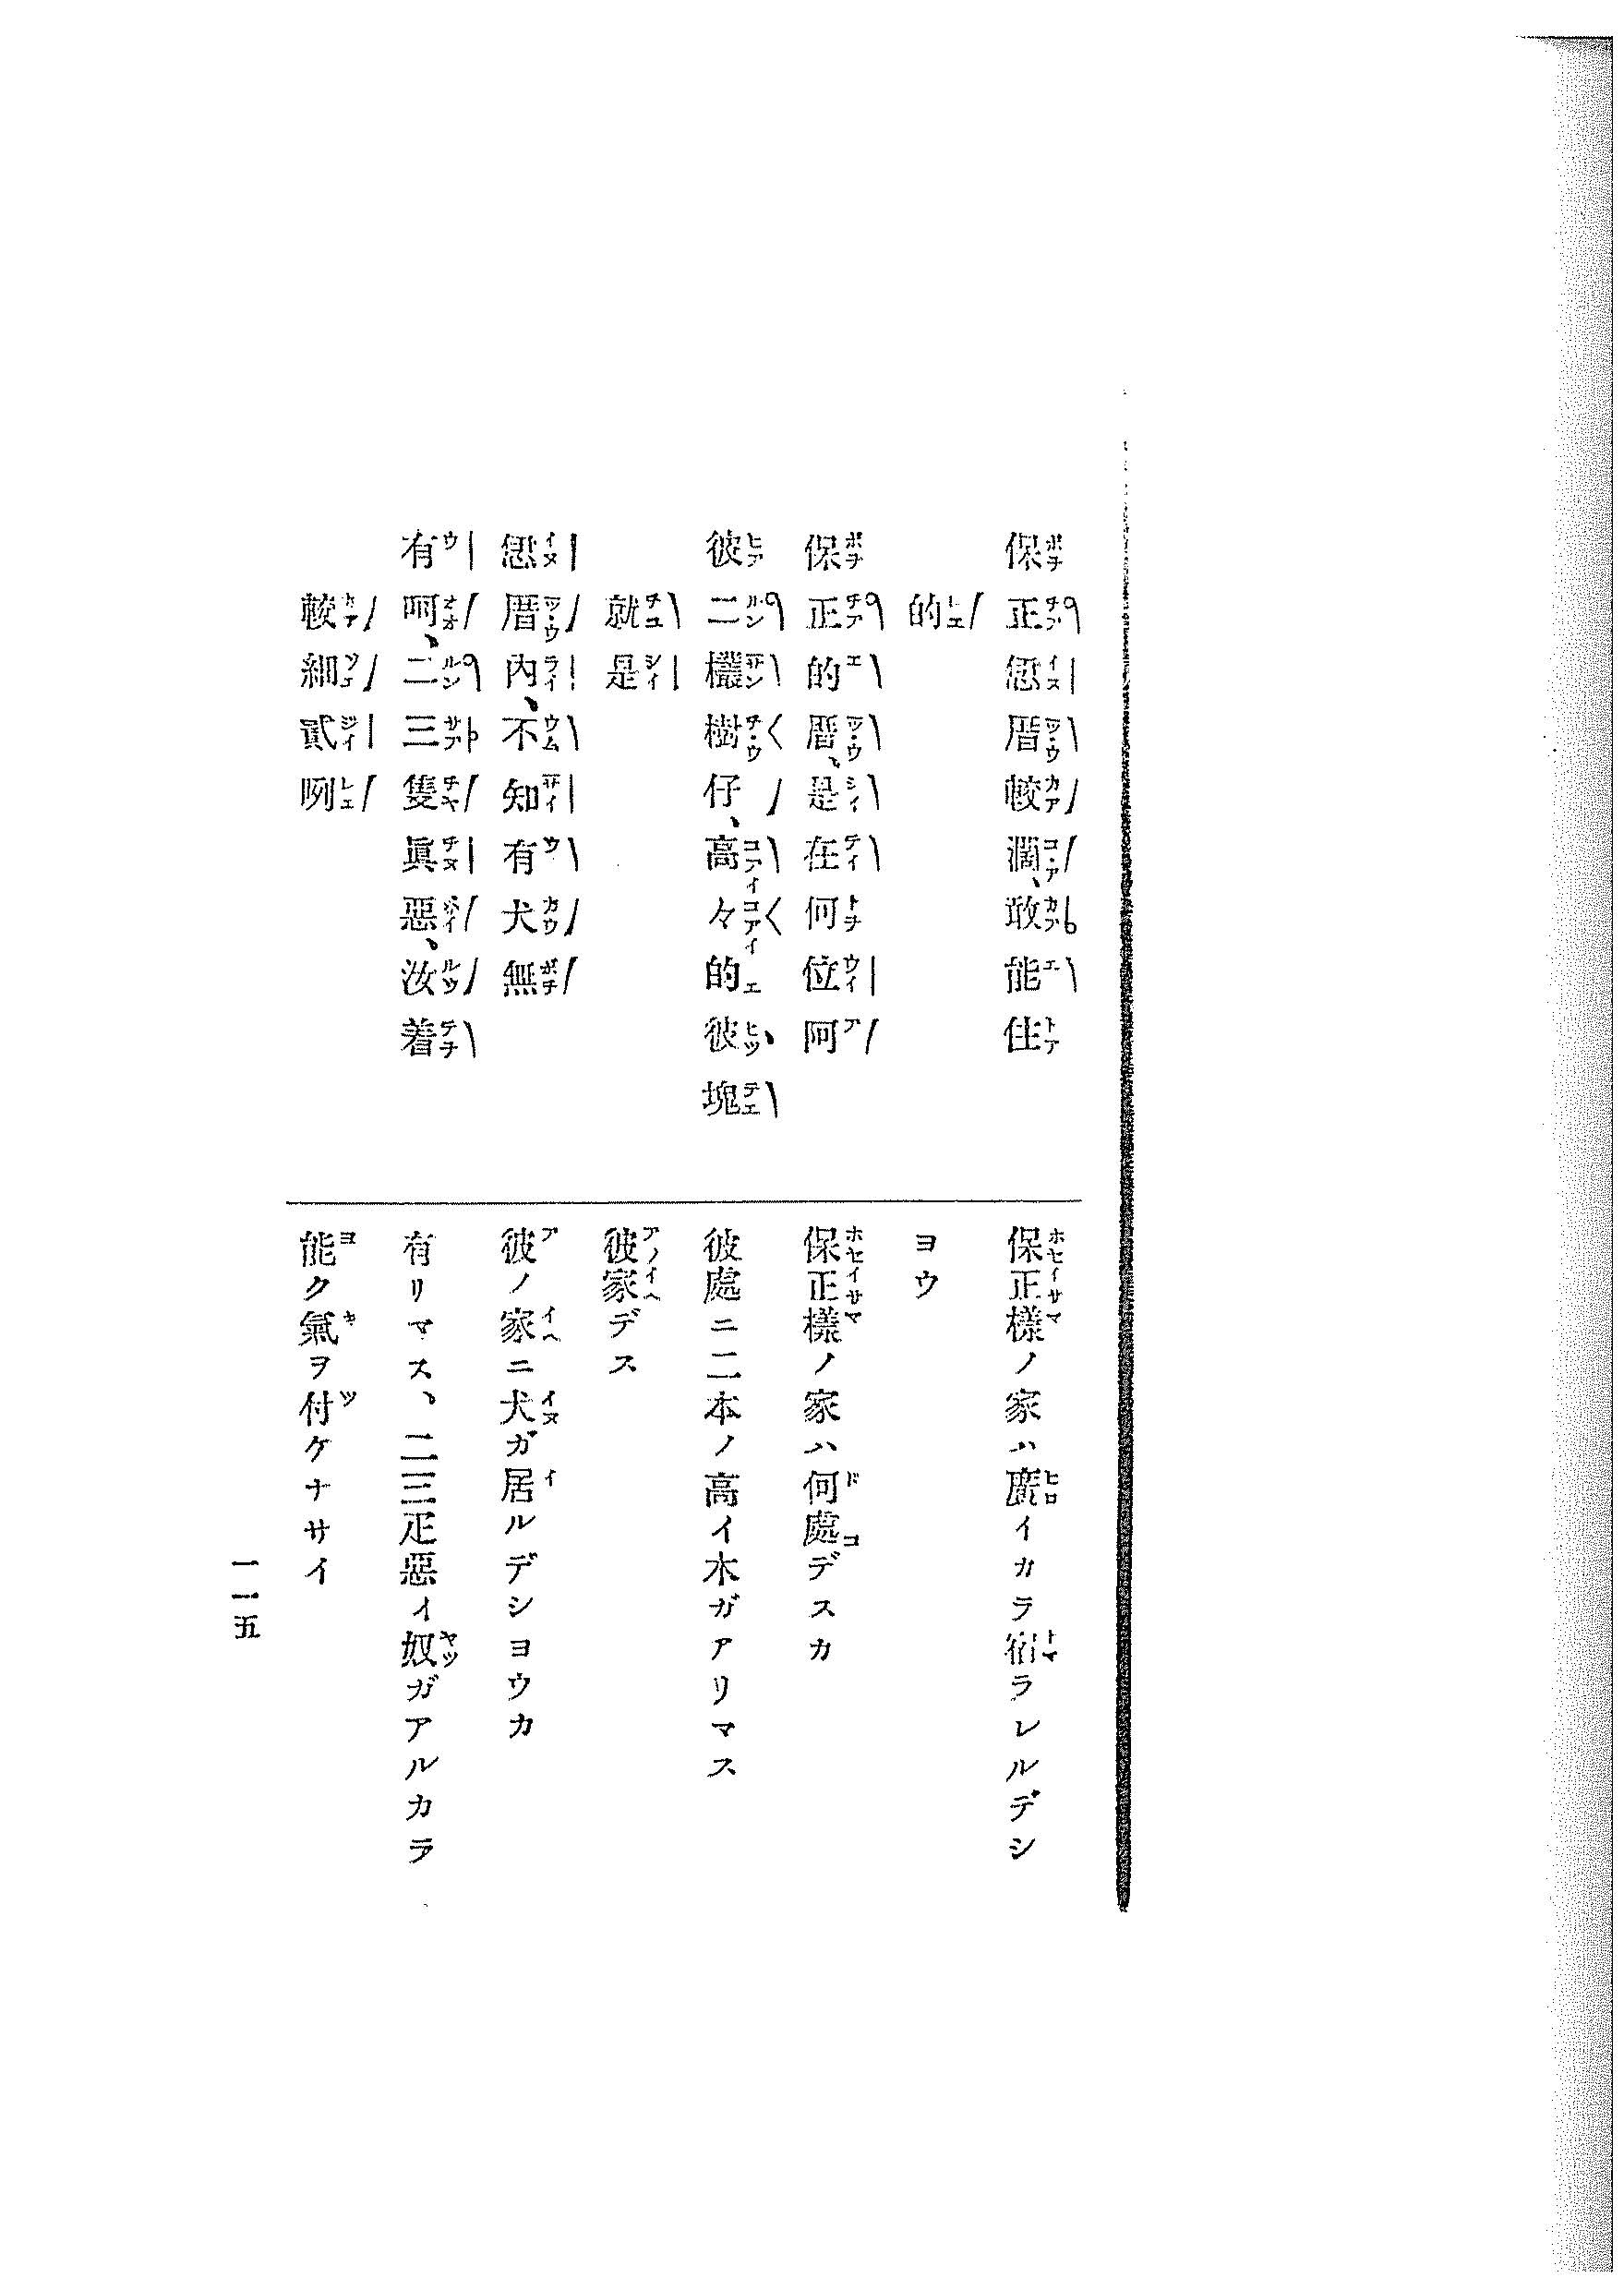 保正恁厝較濶、敢能住
的
保正的厝、是在何位阿
彼二欉樹仔、高々的彼塊
就是
恁厝內、不知有犬無
有呵、二三隻眞惡、汝着
較細貳咧
保正樣ノ家ハ廣イカラ宿ラレルデシ
ヨウ
保正樣ノ家ハ何處デスカ
彼處ニ二本ノ高イ木ガアリマス
彼家デス
彼ノ家ニ犬ガ居ルデシヨウカ
有リマス、二三疋惡イ奴ガアルカラ
能ク氣ヲ付ケナサイ
一一五